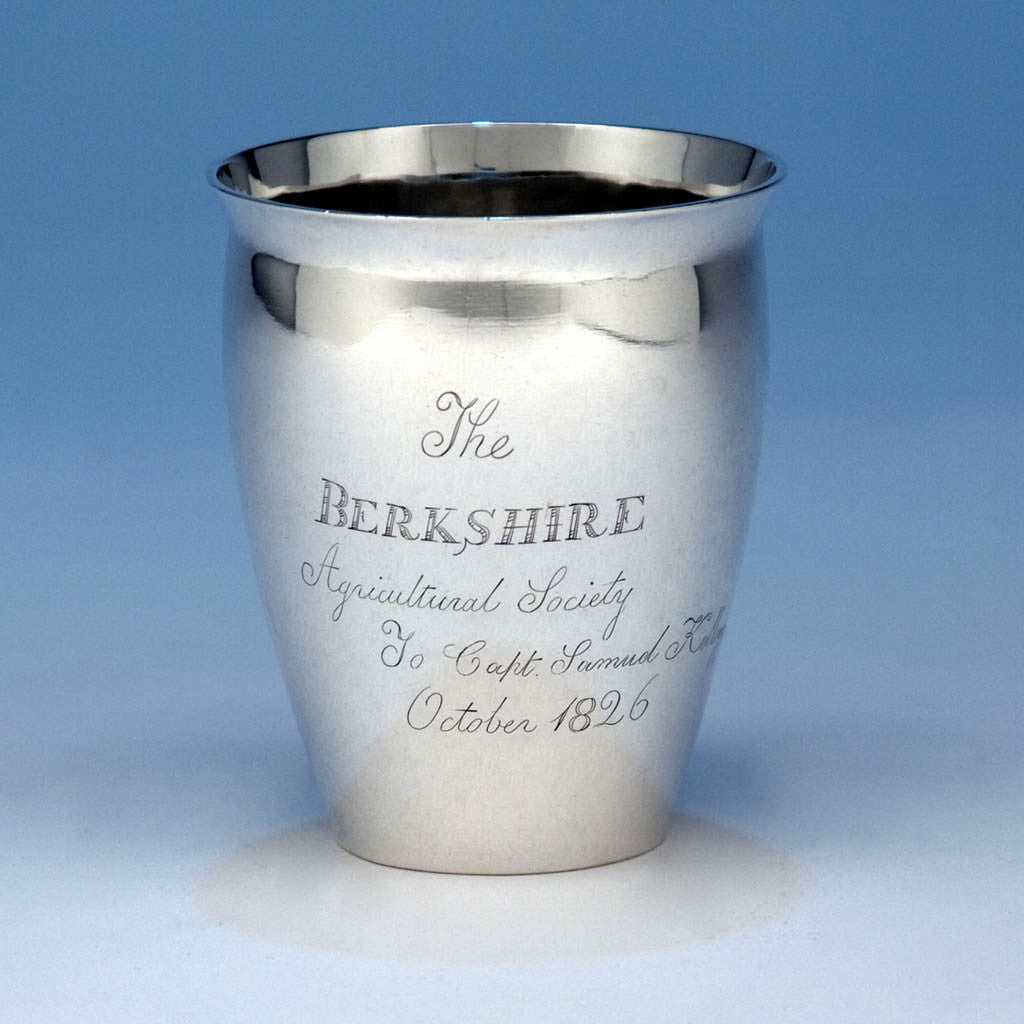 The
BERKSHIRE
Agricultural Society
To Capt. Samuel
October 1826